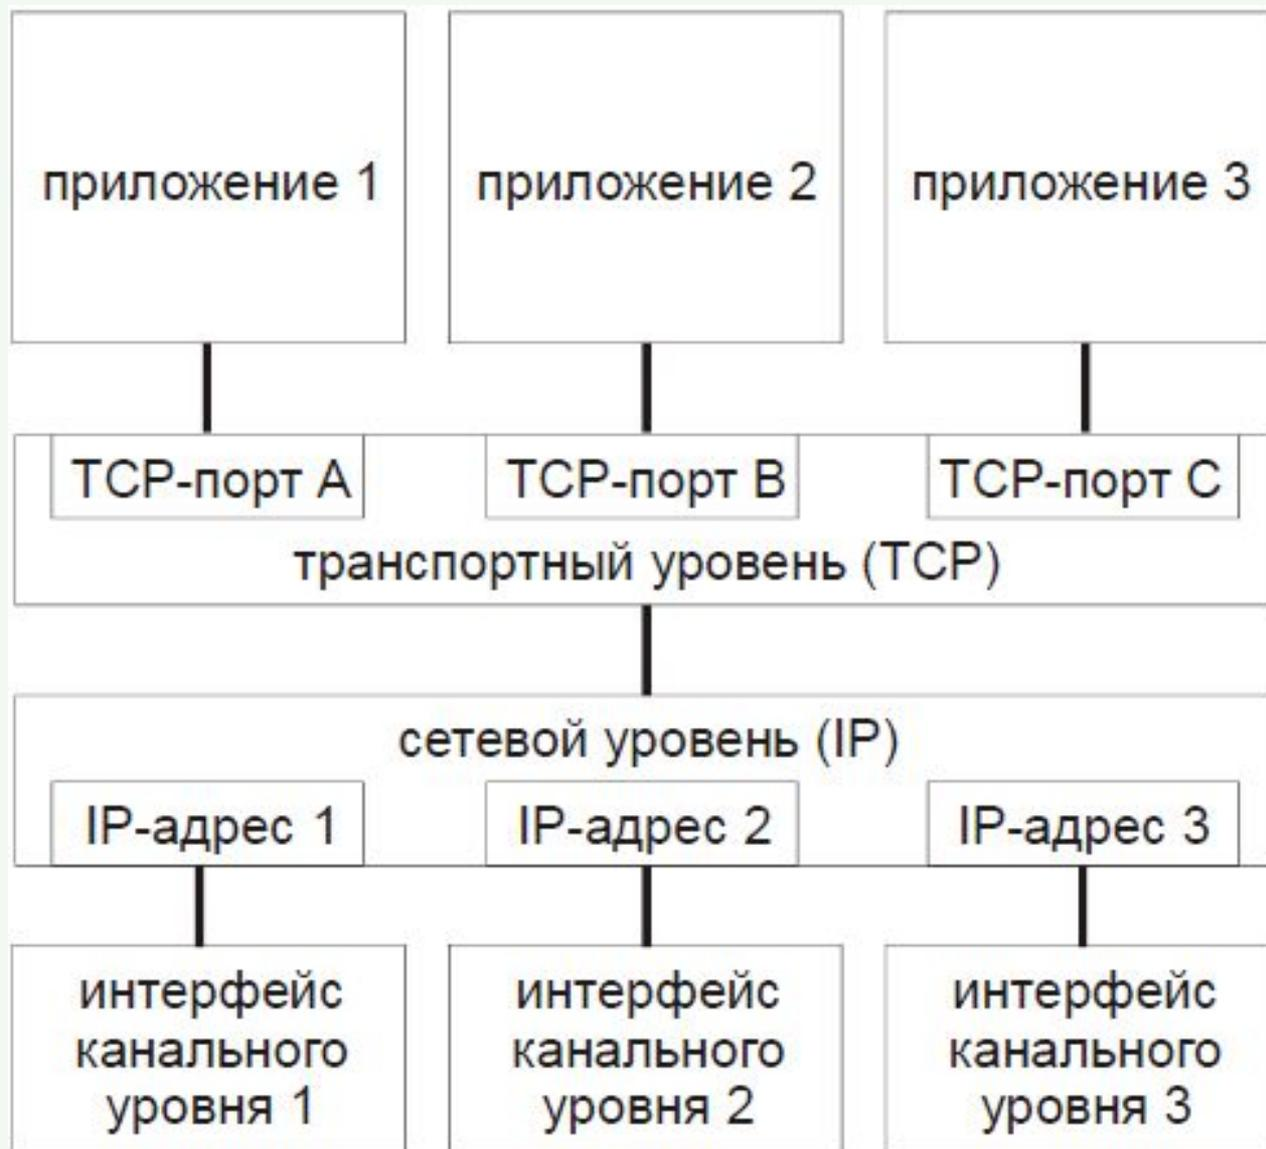 приложение 1
приложение 2
приложение 3
TCP-порт A
TCP-порт B
TCP-порт C
транспортный уровень (TCP)
сетевой уровень (IP)
IP-адрес 1
IP-адрес 2
IP-адрес 3
интерфейс
канального
уровня 1
интерфейс
канального
уровня 2
интерфейс
канального
уровня 3